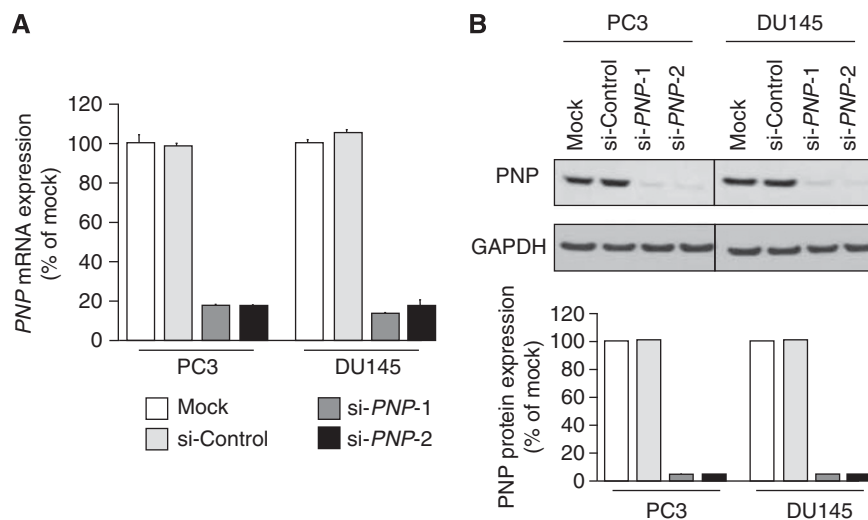 A
PNP mRNA expression
(% of mock)
120
100
80
60
40
20
0
PC3
DU145
Mock
si-Control
si-PNP-1
si-PNP-2
B
PC3
DU145
Mock
si-Control
si-PNP-1
si-PNP-2
Mock
si-Control
si-PNP-1
si-PNP-2
PNP
GAPDH
PNP protein expression
(% of mock)
120
100
80
60
40
20
0
PC3
DU145